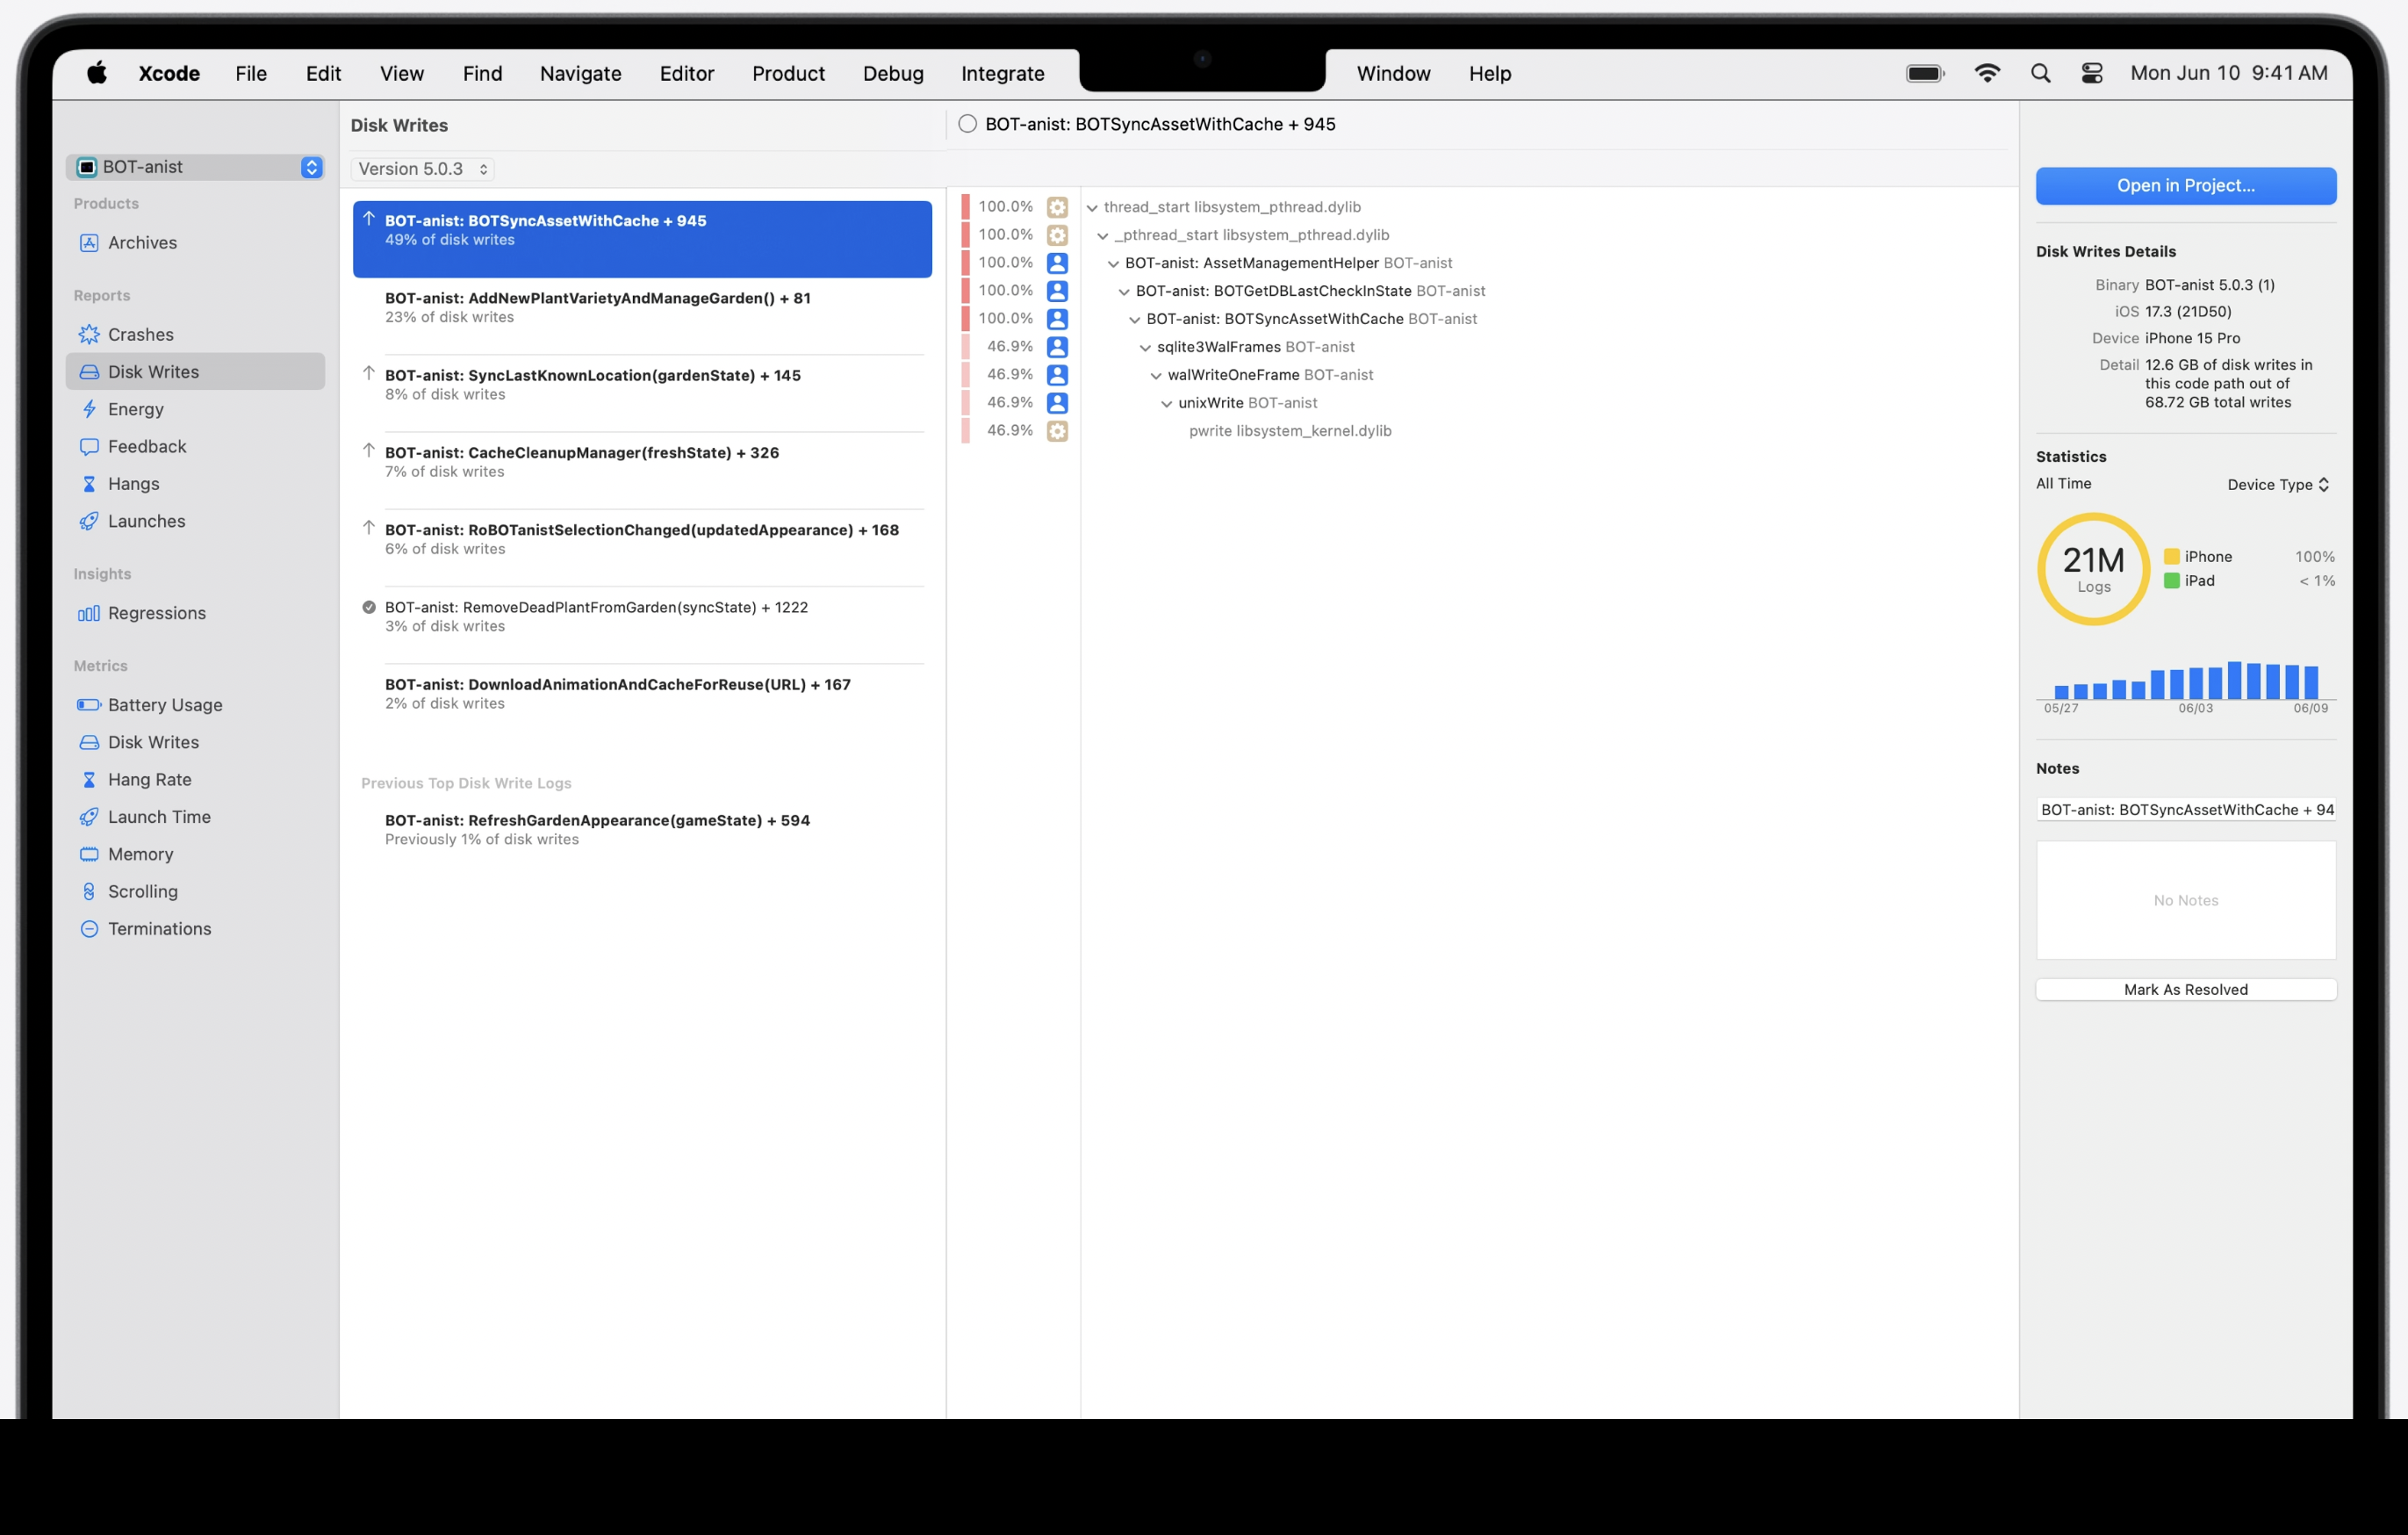 Xcode File Edit View Find Navigate Editor Product Debug Integrate Window Help Mon Jun 10 9:41 AM
BOT-anist
Products
Archives
Reports
Crashes
Disk Writes
Energy
Feedback
Hangs
Launches
Insights
Regressions
Metrics
Battery Usage
Disk Writes
Hang Rate
Launch Time
Memory
Scrolling
Terminations
Disk Writes
Version 5.0.3
BOT-anist: BOTSyncAssetWithCache + 945
49% of disk writes
BOT-anist: AddNewPlantVarietyAndManageGarden() + 81
23% of disk writes
BOT-anist: SyncLastKnownLocation(gardenState) + 145
8% of disk writes
BOT-anist: CacheCleanupManager(freshState) + 326
7% of disk writes
BOT-anist: RoBOTanistSelectionChanged(updatedAppearance) + 168
6% of disk writes
BOT-anist: RemoveDeadPlantFromGarden(syncState) + 1222
3% of disk writes
BOT-anist: DownloadAnimationAndCacheForReuse(URL) + 167
2% of disk writes
Previous Top Disk Write Logs
BOT-anist: RefreshGardenAppearance(gameState) + 594
Previously 1% of disk writes
BOT-anist: BOTSyncAssetWithCache + 945
100.0% thread_start libsystem_pthread.dylib
100.0% _pthread_start libsystem_pthread.dylib
100.0% BOT-anist: AssetManagementHelper BOT-anist
100.0% BOT-anist: BOTGetDBLastCheckInState BOT-anist
100.0% BOT-anist: BOTSyncAssetWithCache BOT-anist
46.9% sqlite3WalFrames BOT-anist
46.9% walWriteOneFrame BOT-anist
46.9% unixWrite BOT-anist
46.9% pwrite libsystem_kernel.dylib
Open in Project...
Disk Writes Details
Binary BOT-anist 5.0.3 (1)
iOS 17.3 (21D50)
Device iPhone 15 Pro
Detail 12.6 GB of disk writes in
this code path out of
68.72 GB total writes
Statistics
All Time Device Type
21M
Logs
iPhone 100%
iPad < 1%
05/27 06/03 06/09
Notes
BOT-anist: BOTSyncAssetWithCache + 94
No Notes
Mark As Resolved